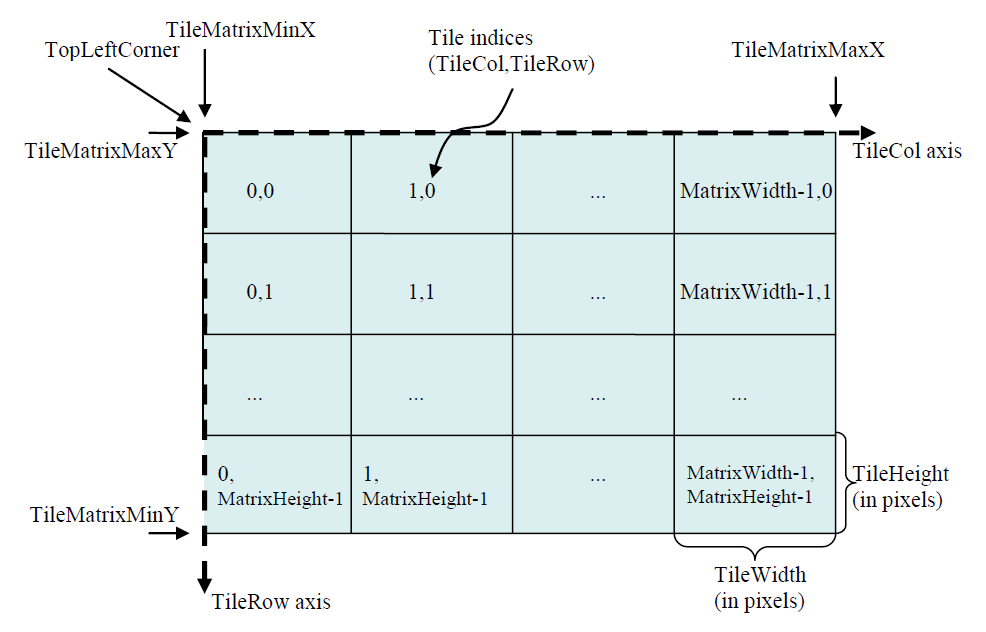 TileMatrixMinX
TopLeftCorner
Tile indices
(TileCol,TileRow)
TileMatrixMaxX
TileMatrixMaxY
TileCol axis
0,0
1,0
...
MatrixWidth-1,0
0,1
1,1
...
MatrixWidth-1,1
...
...
...
...
0,
MatrixHeight-1
1,
MatrixHeight-1
...
MatrixWidth-1,
MatrixHeight-1
TileHeight
(in pixels)
TileMatrixMinY
TileWidth
(in pixels)
TileRow axis